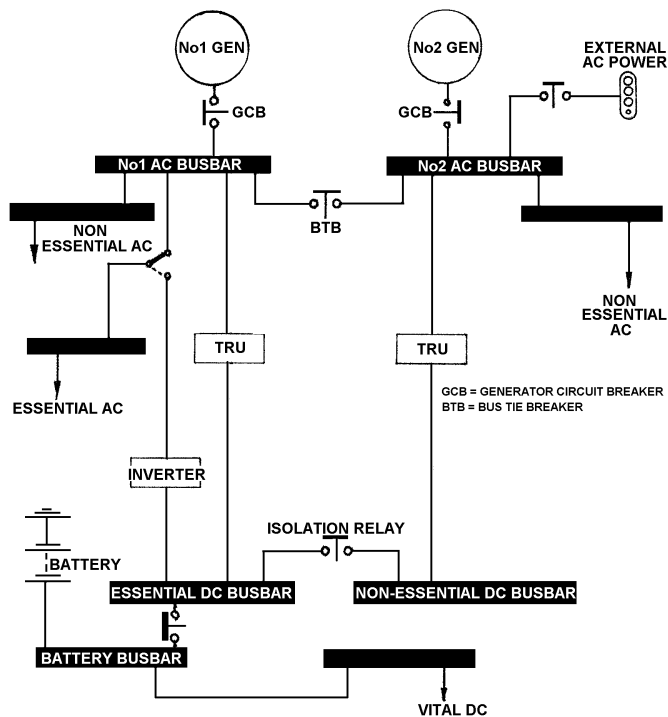 No1 GEN
No2 GEN
EXTERNAL
AC POWER
GCB
GCB
No1 AC BUSBAR
No2 AC BUSBAR
BTB
NON
ESSENTIAL AC
NON
ESSENTIAL
AC
TRU
TRU
ESSENTIAL AC
GCB = GENERATOR CIRCUIT BREAKER
BTB = BUS TIE BREAKER
INVERTER
ISOLATION RELAY
BATTERY
ESSENTIAL DC BUSBAR
NON-ESSENTIAL DC BUSBAR
BATTERY BUSBAR
VITAL DC